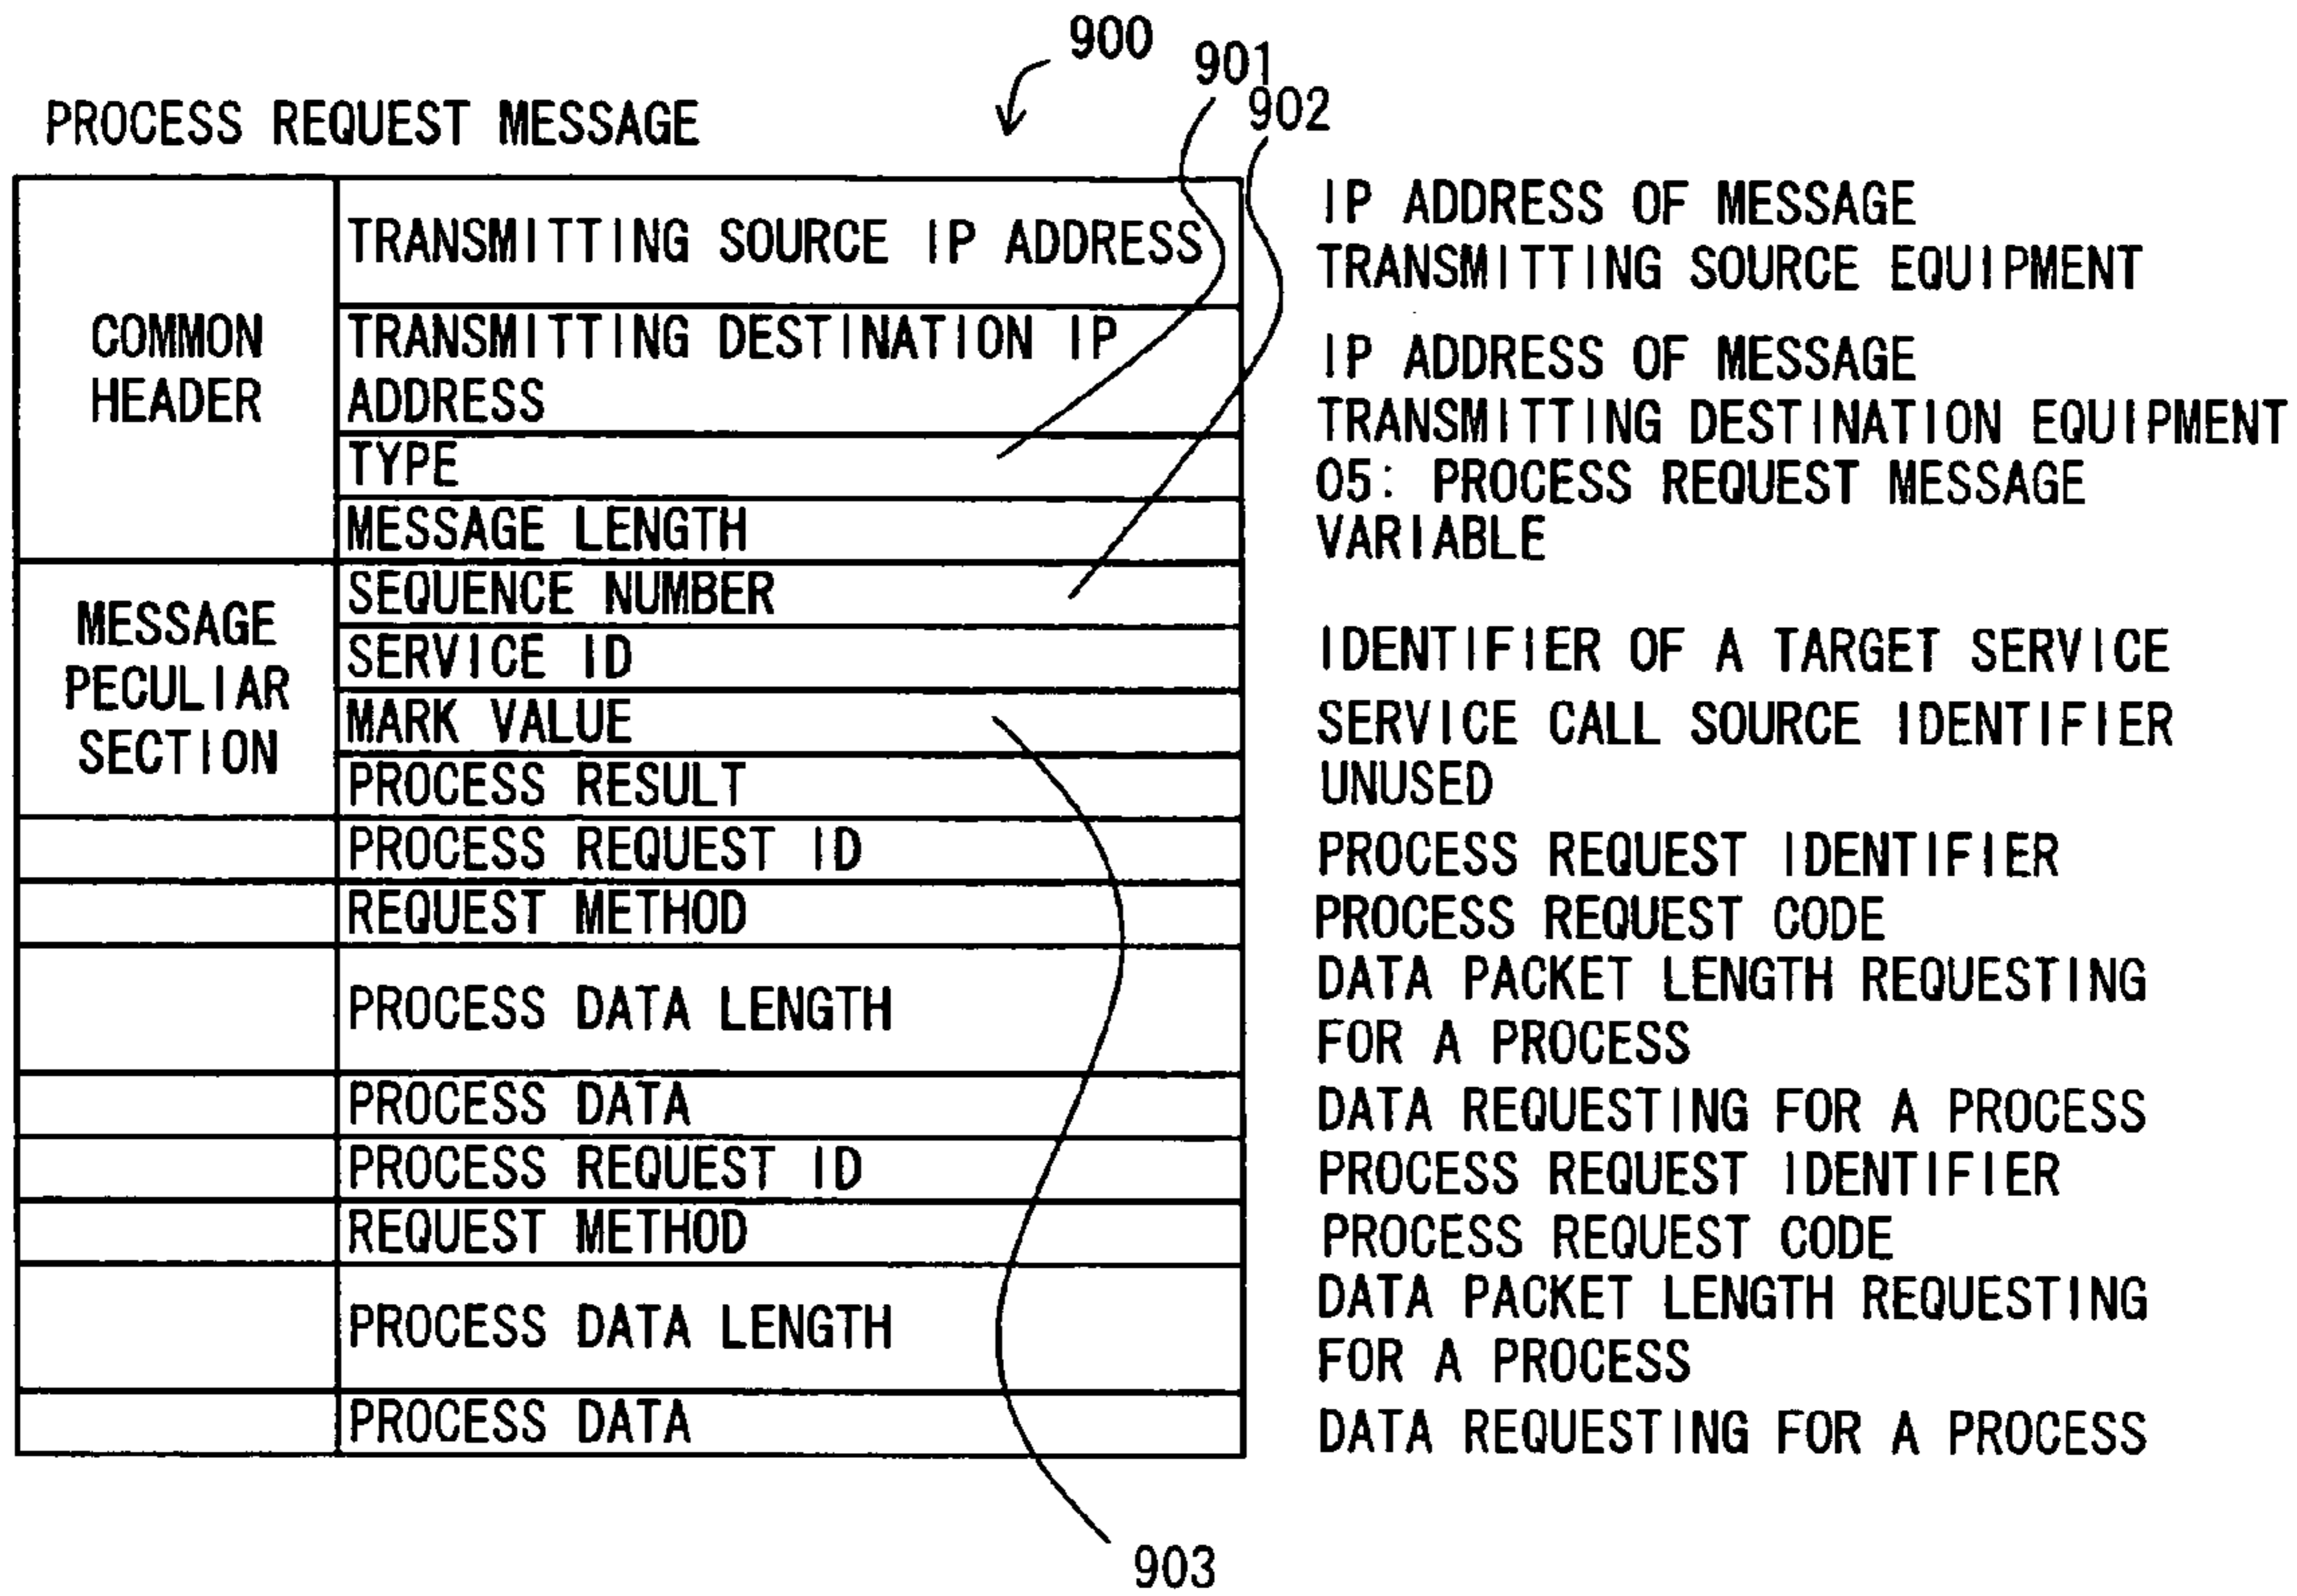 900
901
902
PROCESS REQUEST MESSAGE
COMMON
HEADER
TRANSMITTING SOURCE IP ADDRESS
IP ADDRESS OF MESSAGE
TRANSMITTING SOURCE EQUIPMENT
TRANSMITTING DESTINATION IP
ADDRESS
IP ADDRESS OF MESSAGE
TRANSMITTING DESTINATION EQUIPMENT
TYPE
05: PROCESS REQUEST MESSAGE
MESSAGE LENGTH
VARIABLE
MESSAGE
PECULIAR
SECTION
SEQUENCE NUMBER
SERVICE ID
IDENTIFIER OF A TARGET SERVICE
MARK VALUE
SERVICE CALL SOURCE IDENTIFIER
PROCESS RESULT
UNUSED
PROCESS REQUEST ID
PROCESS REQUEST IDENTIFIER
REQUEST METHOD
PROCESS REQUEST CODE
PROCESS DATA LENGTH
DATA PACKET LENGTH REQUESTING
FOR A PROCESS
PROCESS DATA
DATA REQUESTING FOR A PROCESS
PROCESS REQUEST ID
PROCESS REQUEST IDENTIFIER
REQUEST METHOD
PROCESS REQUEST CODE
PROCESS DATA LENGTH
DATA PACKET LENGTH REQUESTING
FOR A PROCESS
PROCESS DATA
DATA REQUESTING FOR A PROCESS
903